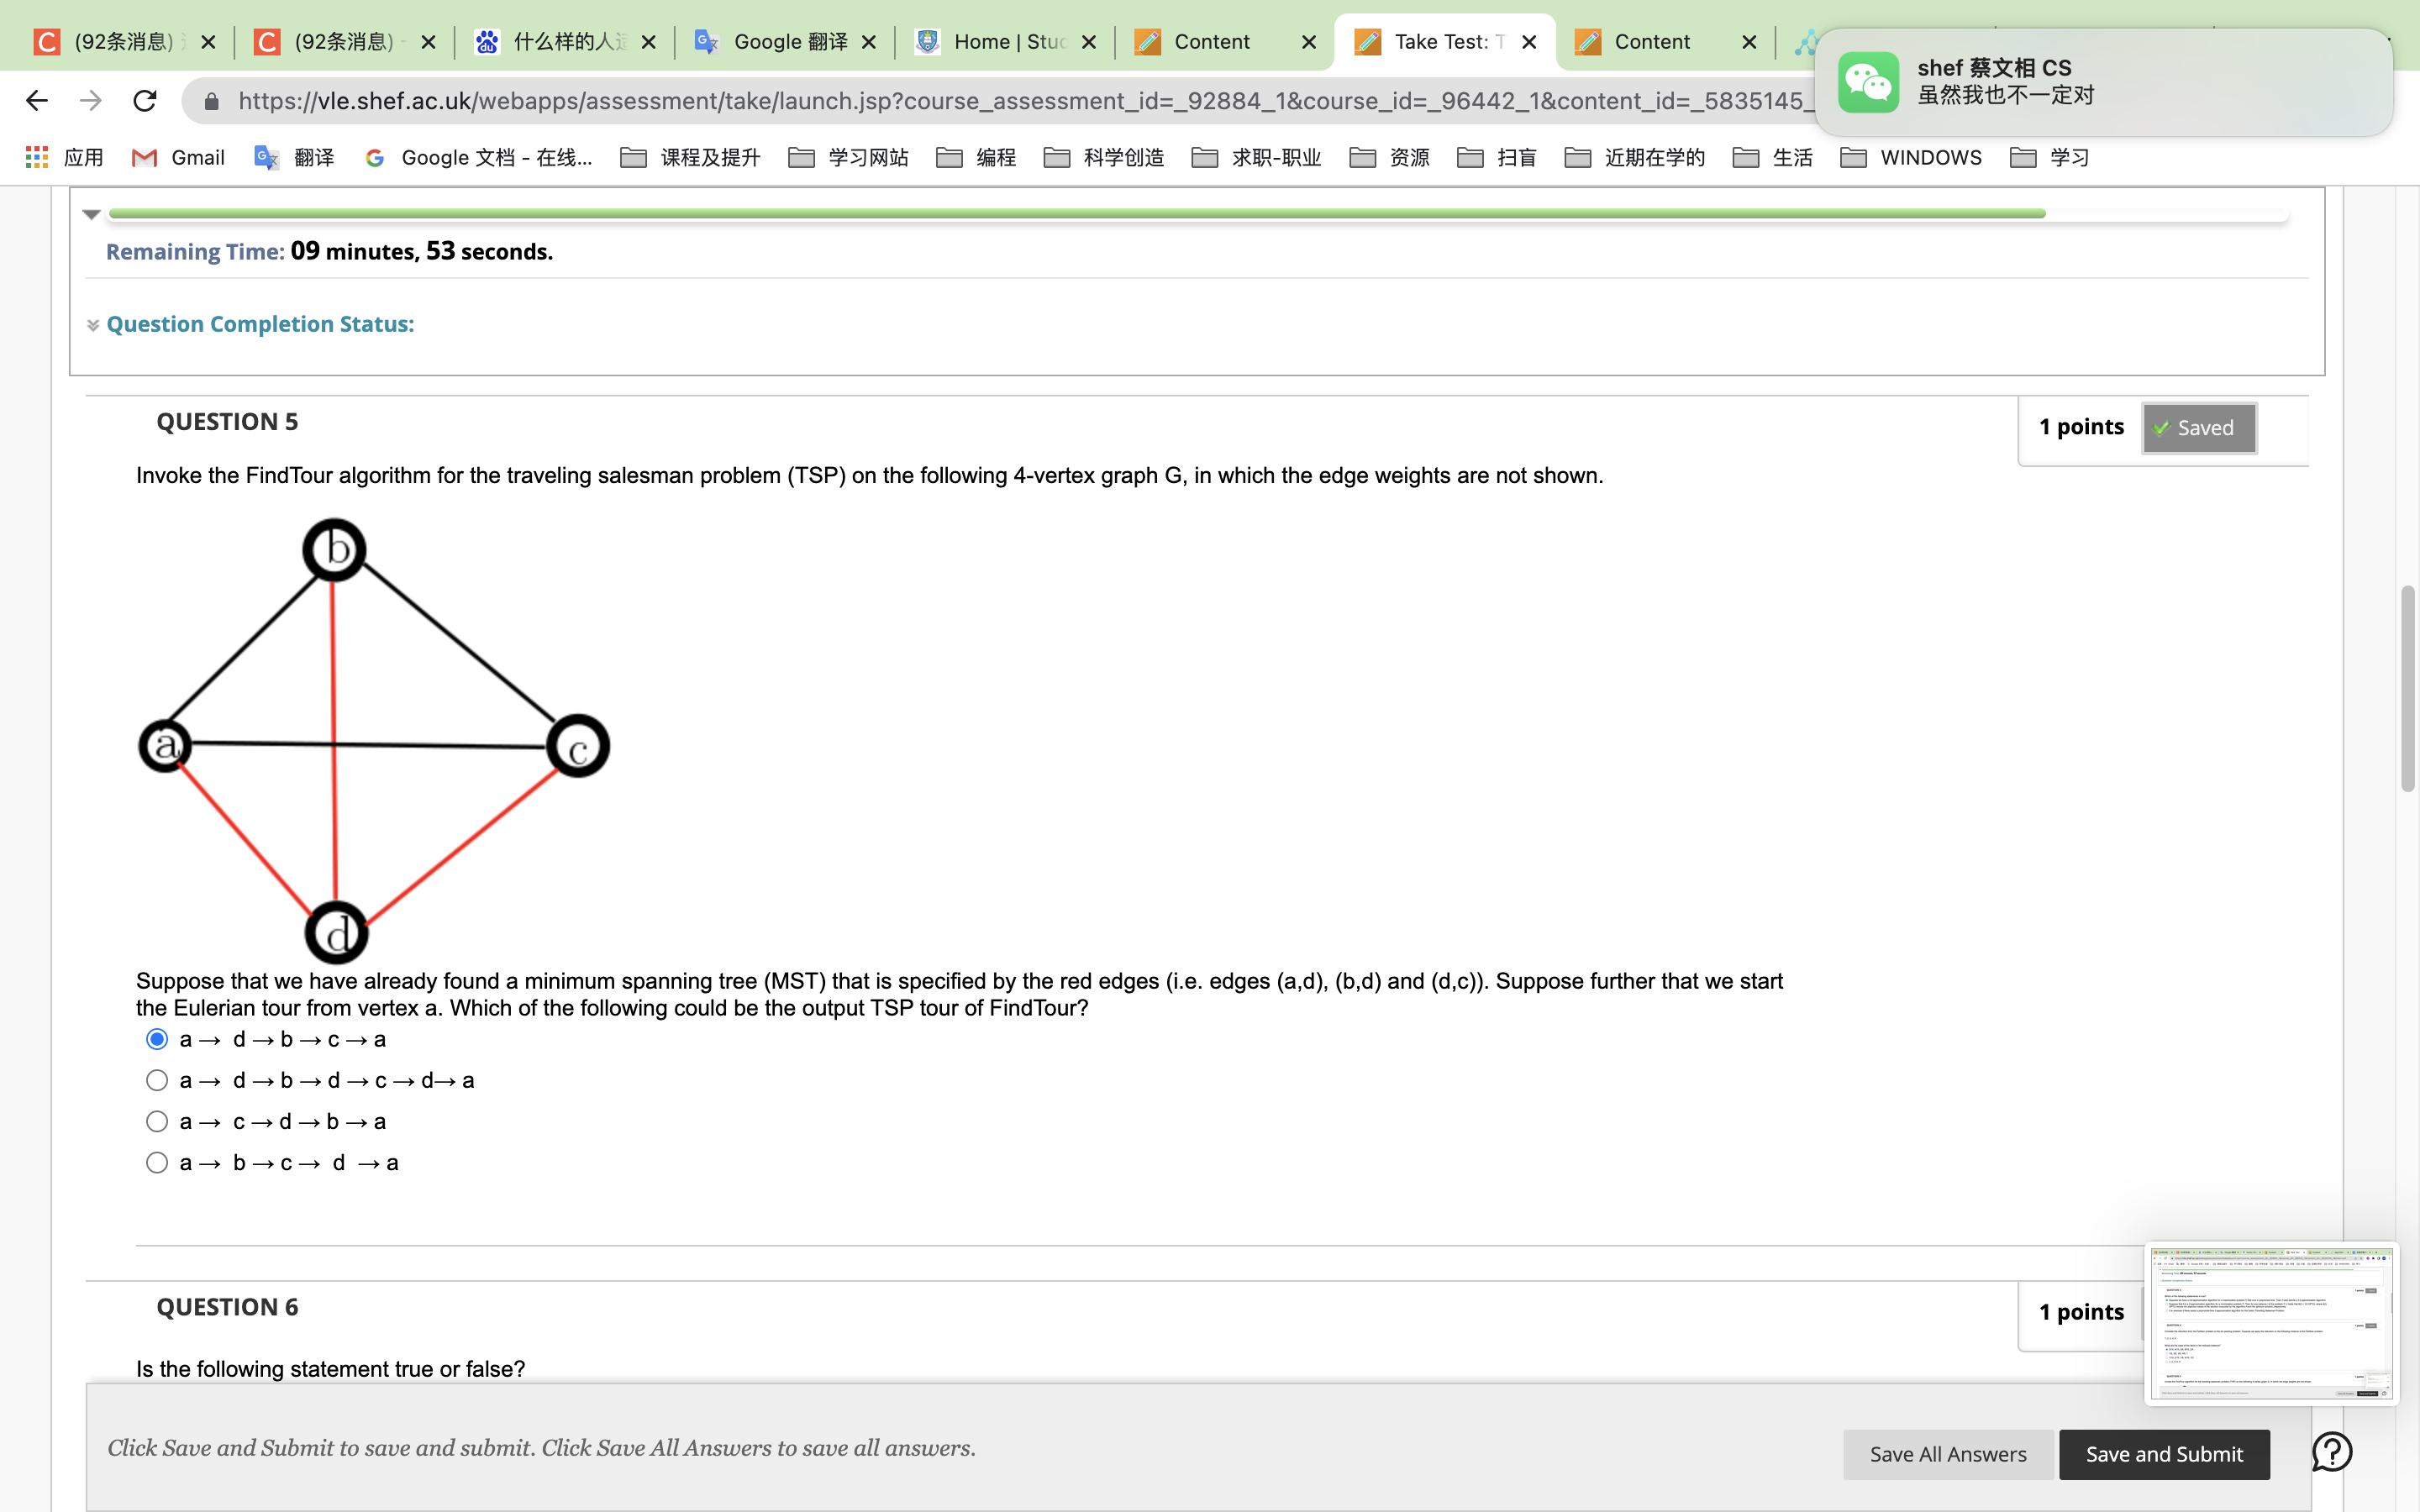 (92条消息)
(92条消息)
什么样的人
Google 翻译
Home | Stu
Content
Take Test: T
Content
https://vle.shef.ac.uk/webapps/assessment/take/launch.jsp?course_assessment_id=_92884_1&course_id=_96442_1&content_id=_5835145_
shef 蔡文相 CS
虽然我也不一定对
应用
Gmail
翻译
Google 文档 - 在线...
课程及提升
学习网站
编程
科学创造
求职-职业
资源
扫盲
近期在学的
生活
WINDOWS
学习
Remaining Time: 09 minutes, 53 seconds.
Question Completion Status:
QUESTION 5
1 points
Saved
Invoke the FindTour algorithm for the traveling salesman problem (TSP) on the following 4-vertex graph G, in which the edge weights are not shown.
b
a
c
d
Suppose that we have already found a minimum spanning tree (MST) that is specified by the red edges (i.e. edges (a,d), (b,d) and (d,c)). Suppose further that we start
the Eulerian tour from vertex a. Which of the following could be the output TSP tour of FindTour?
a → d → b → c → a
a → d → b → d → c → d→ a
a → c → d → b → a
a → b → c → d → a
QUESTION 6
1 points
Is the following statement true or false?
Click Save and Submit to save and submit. Click Save All Answers to save all answers.
Save All Answers
Save and Submit